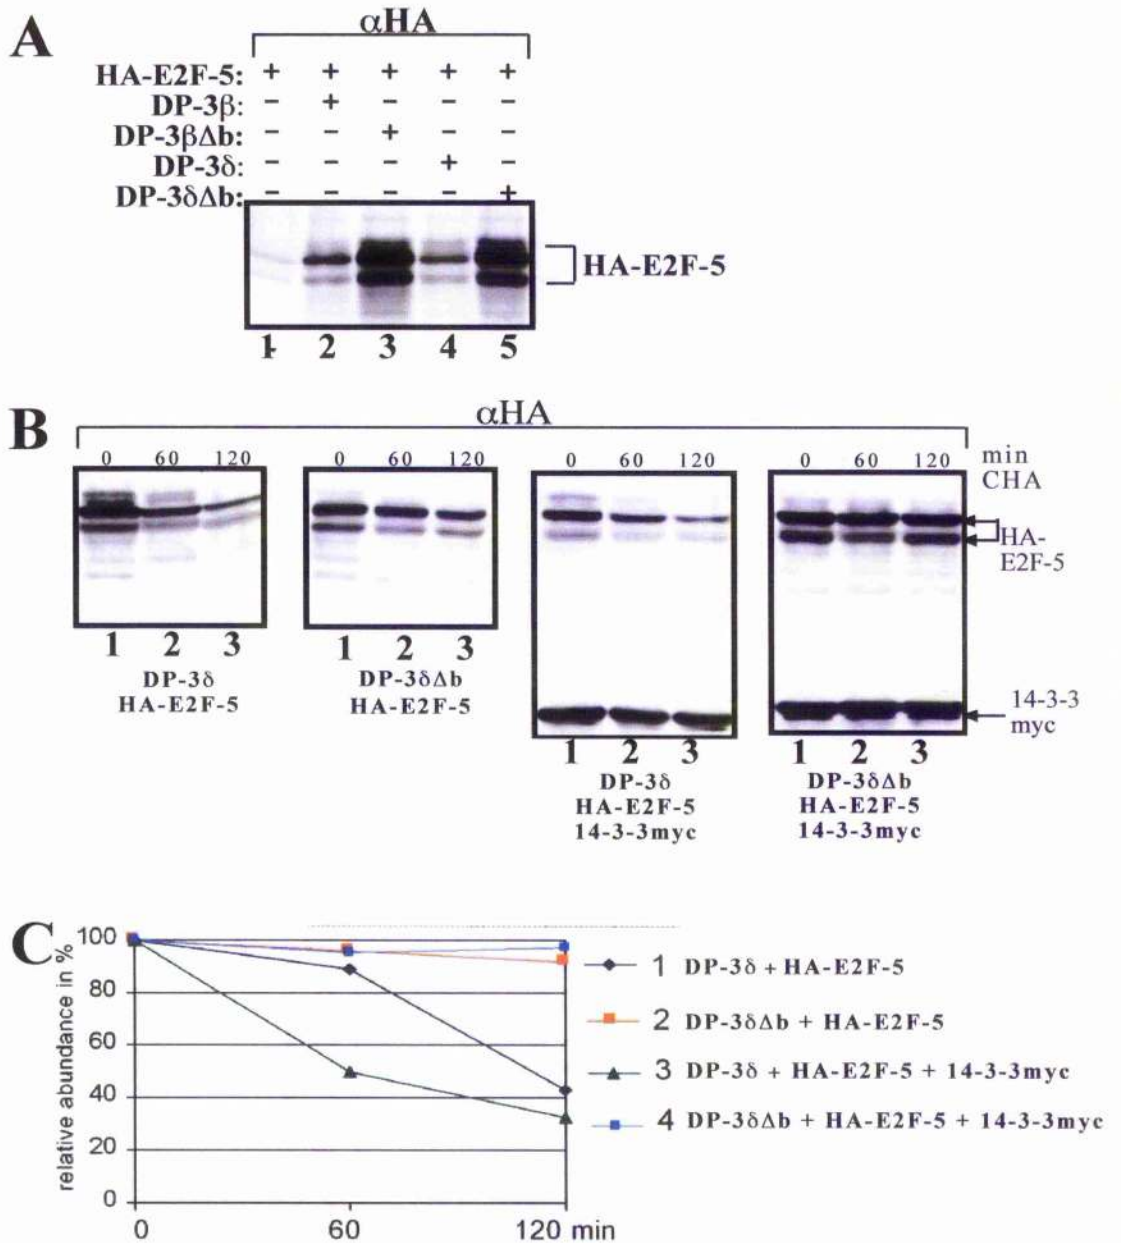 A
αHA
HA-E2F-5: + + + + +
DP-3β: - + - - -
DP-3βΔb: - - + - -
DP-3δ: - - - + -
DP-3δΔb: - - - - +
HA-E2F-5
1 2 3 4 5
B
αHA
0 60 120
0 60 120
0 60 120
0 60 120
min
CHA
HA-
E2F-5
14-3-3
myc
1 2 3
DP-3δ
HA-E2F-5
1 2 3
DP-3δΔb
HA-E2F-5
1 2 3
DP-3δ
HA-E2F-5
14-3-3myc
1 2 3
DP-3δΔb
HA-E2F-5
14-3-3myc
C
relative abundance in %
100
80
60
40
20
0
0 60 120 min
1 DP-3δ + HA-E2F-5
2 DP-3δΔb + HA-E2F-5
3 DP-3δ + HA-E2F-5 + 14-3-3myc
4 DP-3δΔb + HA-E2F-5 + 14-3-3myc